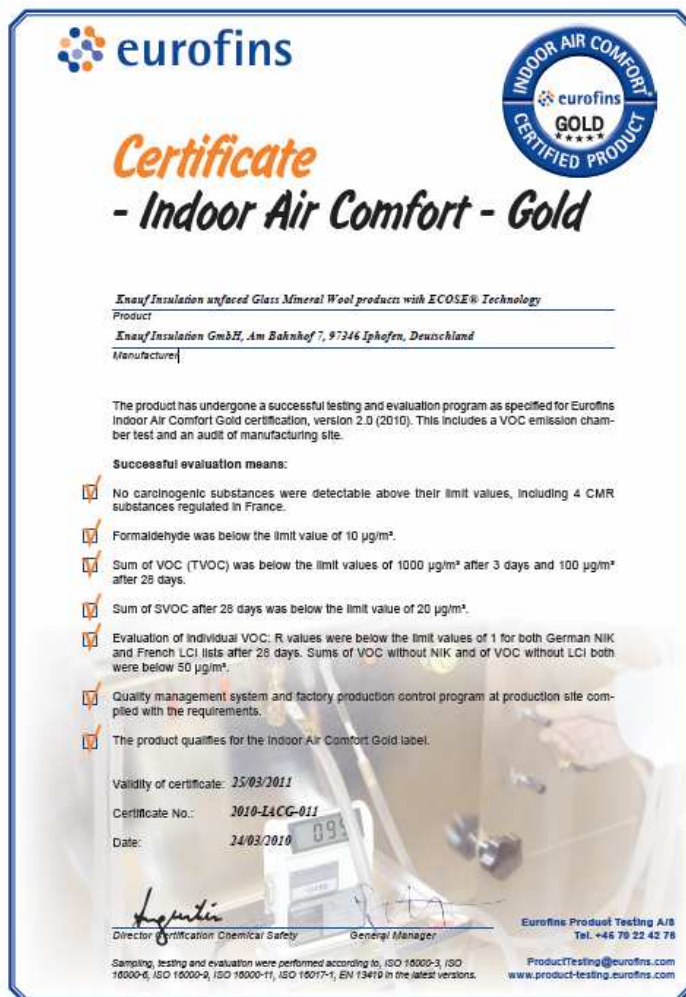 eurofins
INDOOR AIR COMFORT
eurofins
GOLD
CERTIFIED PRODUCT
Certificate
- Indoor Air Comfort - Gold
Knauf Insulation unfaced Glass Mineral Wool products with ECOSE® Technology
Product
Knauf Insulation GmbH, Am Bahnhof 7, 97346 Iphofen, Deutschland
Manufacturer
The product has undergone a successful testing and evaluation program as specified for Eurofins
Indoor Air Comfort Gold certification, version 2.0 (2010). This includes a VOC emission cham-
ber test and an audit of manufacturing site.
Successful evaluation means:
No carcinogenic substances were detectable above their limit values, including 4 CMR
substances regulated in France.
Formaldehyde was below the limit value of 10 µg/m³.
Sum of VOC (TVOC) was below the limit values of 1000 µg/m³ after 3 days and 100 µg/m³
after 28 days.
Sum of SVOC after 28 days was below the limit value of 20 µg/m³.
Evaluation of individual VOC: R values were below the limit values of 1 for both German NIK
and French LCI lists after 28 days. Sums of VOC without NIK and of VOC without LCI both
were below 50 µg/m³.
Quality management system and factory production control program at production site com-
plied with the requirements.
The product qualifies for the Indoor Air Comfort Gold label.
Validity of certificate: 25/03/2011
Certificate No.: 2010-IACG-011
Date: 24/03/2010
Director Certification Chemical Safety
General Manager
Eurofins Product Testing A/S
Tel. +45 70 22 42 76
Sampling, testing and evaluation were performed according to, ISO 16000-3, ISO
16000-6, ISO 16000-9, ISO 16000-11, ISO 16017-1, EN 13419 in the latest versions.
ProductTesting@eurofins.com
www.product-testing.eurofins.com